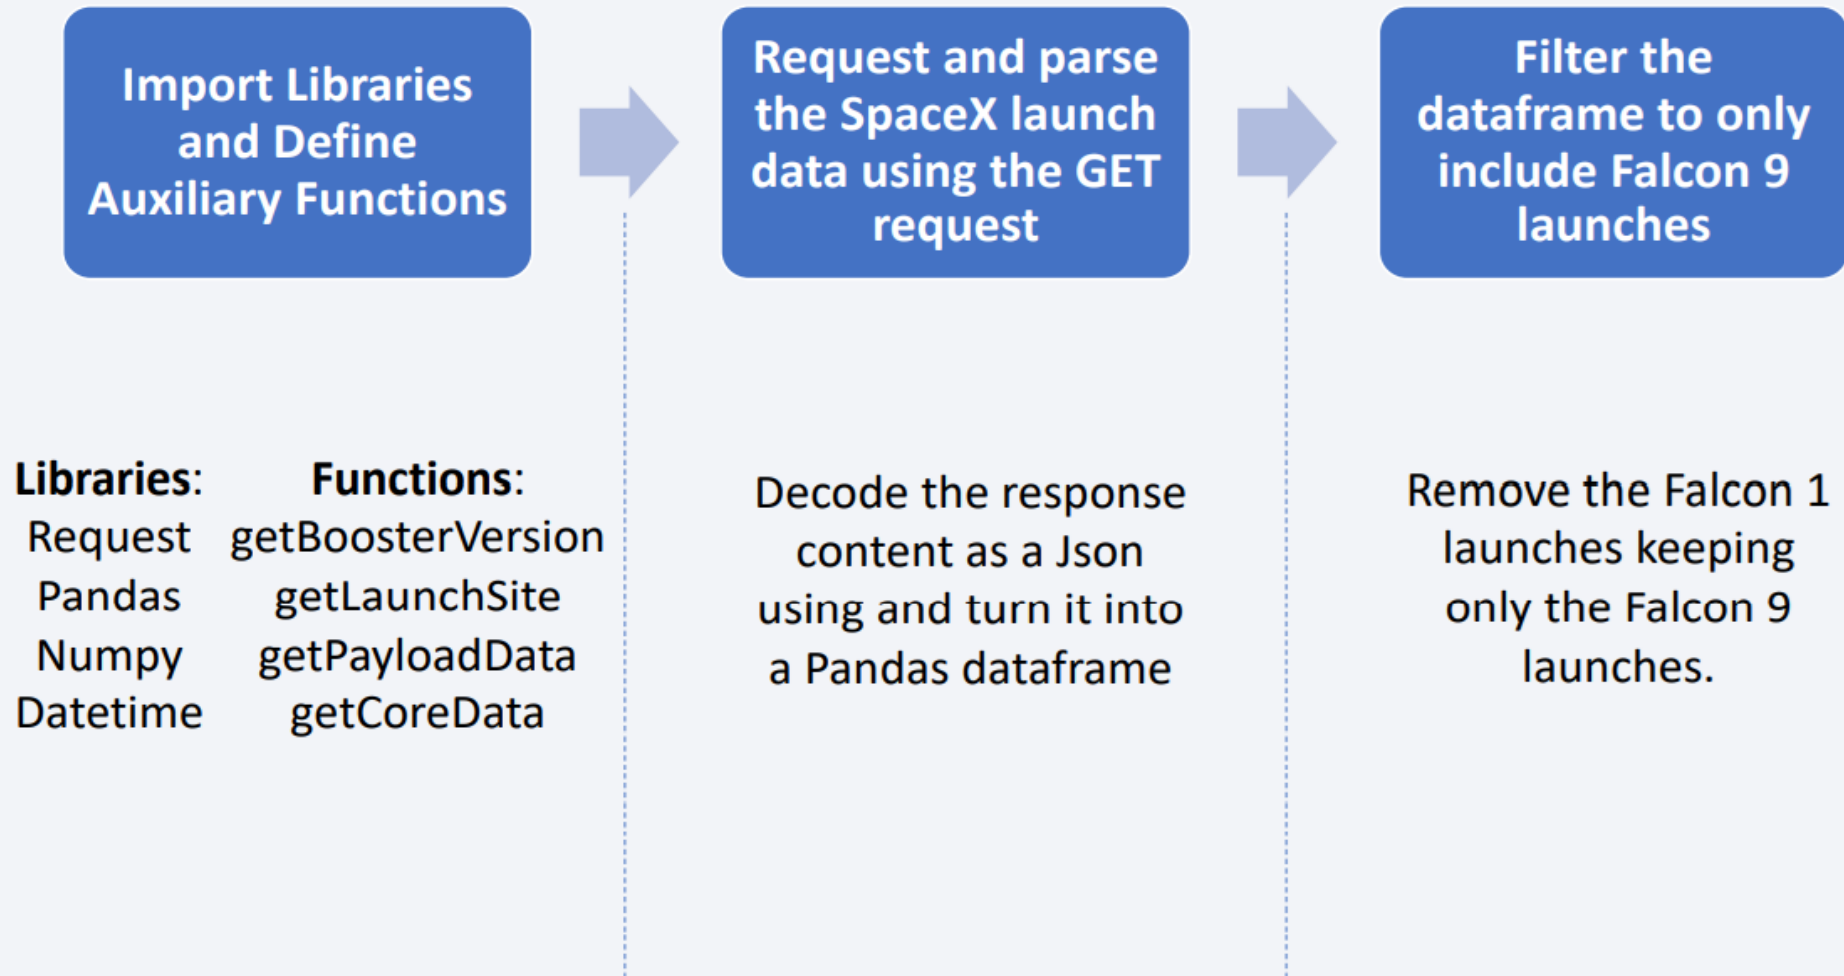 Import Libraries
and Define
Auxiliary Functions
Request and parse
the SpaceX launch
data using the GET
request
Filter the
dataframe to only
include Falcon 9
launches
Libraries:
Request
Pandas
Numpy
Datetime
Functions:
getBoosterVersion
getLaunchSite
getPayloadData
getCoreData
Decode the response
content as a Json
using and turn it into
a Pandas dataframe
Remove the Falcon 1
launches keeping
only the Falcon 9
launches.